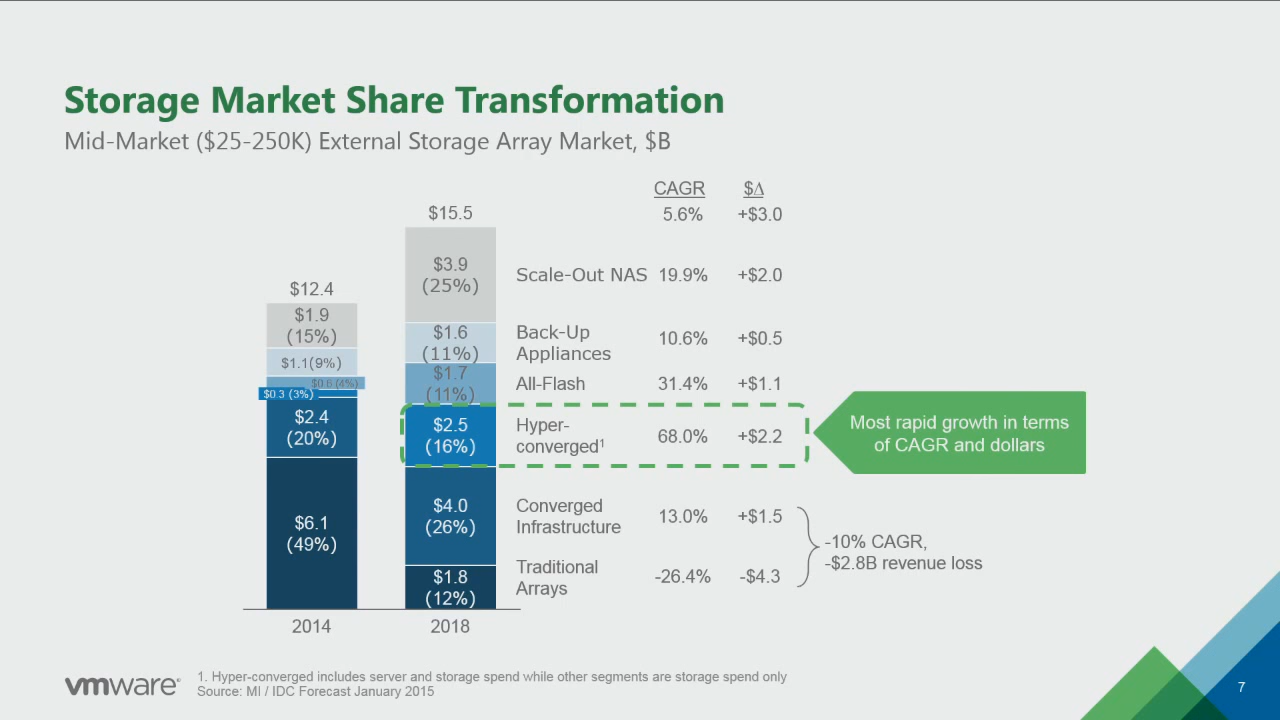 Storage Market Share Transformation
Mid-Market ($25-250K) External Storage Array Market, $B
CAGR $Δ
$15.5 5.6% +$3.0
$12.4
$1.9
(15%)
$1.1(9%)
$0.6 (4%)
$0.3 (3%)
$2.4
(20%)
$6.1
(49%)
2014
$3.9
(25%)
$1.6
(11%)
$1.7
(11%)
$2.5
(16%)
$4.0
(26%)
$1.8
(12%)
2018
Scale-Out NAS 19.9% +$2.0
Back-Up
Appliances
10.6% +$0.5
All-Flash 31.4% +$1.1
Hyper-
converged1
68.0% +$2.2
Most rapid growth in terms
of CAGR and dollars
Converged
Infrastructure
13.0% +$1.5
Traditional
Arrays
-26.4% -$4.3
-10% CAGR,
-$2.8B revenue loss
vmware
1. Hyper-converged includes server and storage spend while other segments are storage spend only
Source: MI / IDC Forecast January 2015
7